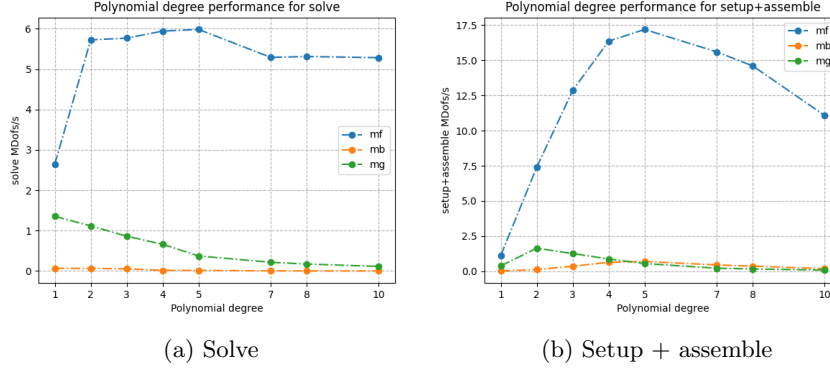 Polynomial degree performance for solve
6
5
4
3
2
1
0
solve MDofs/s
mf
mb
mg
1 2 3 4 5 7 8 10
Polynomial degree
(a) Solve
Polynomial degree performance for setup+assemble
17.5
15.0
12.5
10.0
7.5
5.0
2.5
0.0
setup+assemble MDofs/s
mf
mb
mg
1 2 3 4 5 7 8 10
Polynomial degree
(b) Setup + assemble